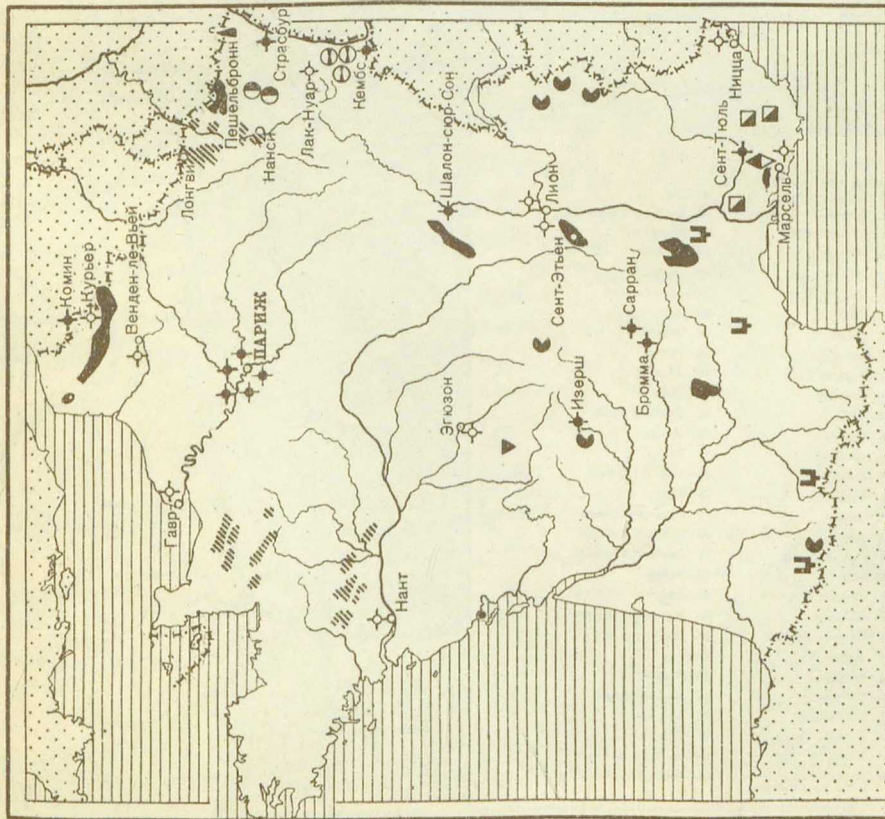 Комин
Курьер
Венден-ле-Вьей
Гавр
ПАРИЖ
Лонгви
Нанси
Пешельбронн
Страсбур
Лак-Нуар
Кембс
Нант
Шалон-сюр-Сон
Эгюзон
Лион
Сент-Этьен
Изерш
Сарран
Бромма
Сент-Тюль
Ницца
Марсель